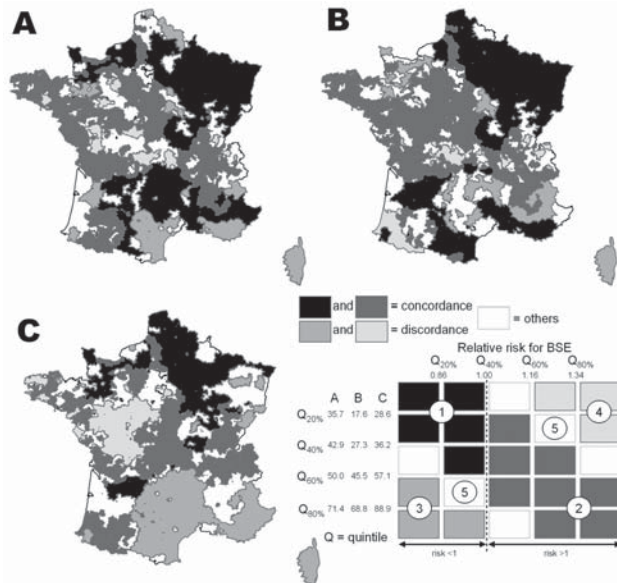 A
B
C
and = concordance = others
and = discordance
Relative risk for BSE
Q20% Q40% Q60% Q80%
0.86 1.00 1.16 1.34
A B C
Q20% 35.7 17.6 28.6
Q40% 42.9 27.3 36.2
Q60% 50.0 45.5 57.1
Q80% 71.4 68.8 88.9
1
4
5
5
3
2
Q = quintile
risk <1 risk >1